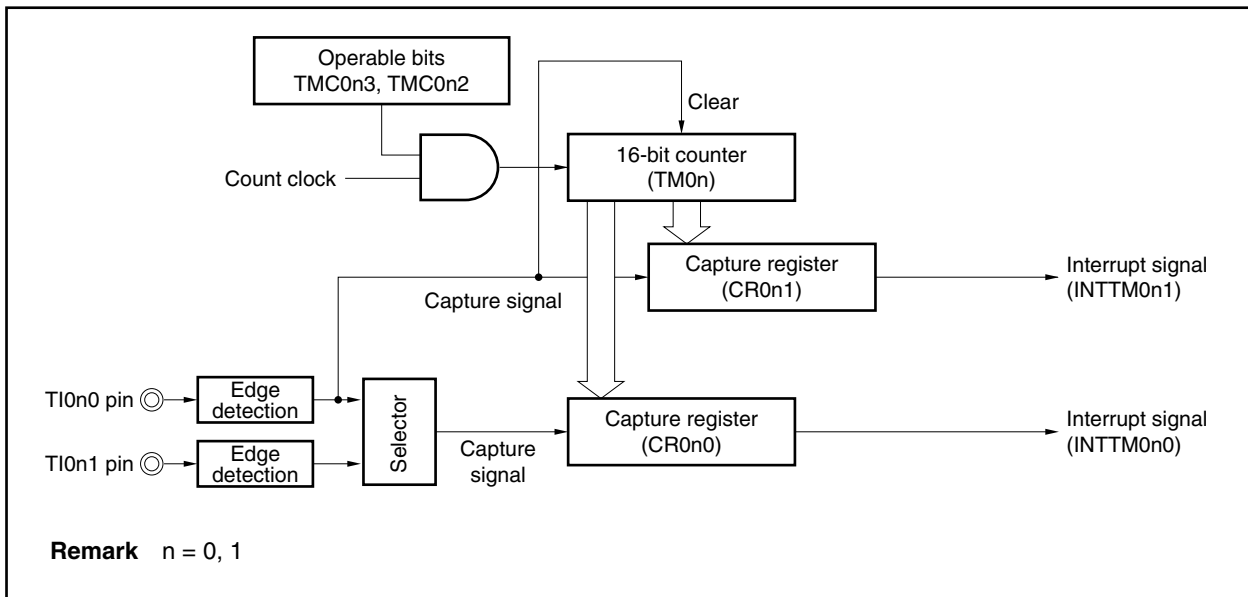 Operable bits
TMC0n3, TMC0n2
Clear
16-bit counter
(TM0n)
Count clock
Capture register
(CR0n1)
Interrupt signal
(INTTM0n1)
Capture signal
TI0n0 pin
Edge
detection
Selector
Capture register
(CR0n0)
Interrupt signal
(INTTM0n0)
Capture
signal
TI0n1 pin
Edge
detection
Remark n = 0, 1